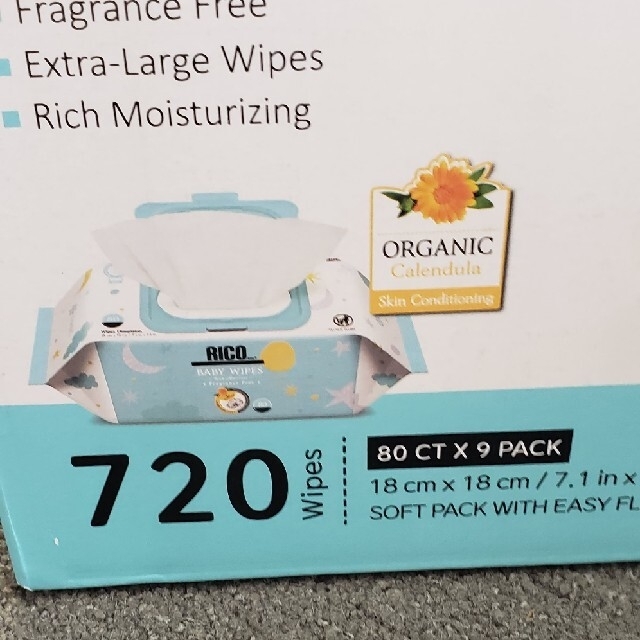 Fragrance Free
Extra-Large Wipes
Rich Moisturizing
ORGANIC
Calendula
Skin Conditioning
RICO
BABY WIPES
720
Wipes
80 CT X 9 PACK
18 cm x 18 cm / 7.1 in x
SOFT PACK WITH EASY FL